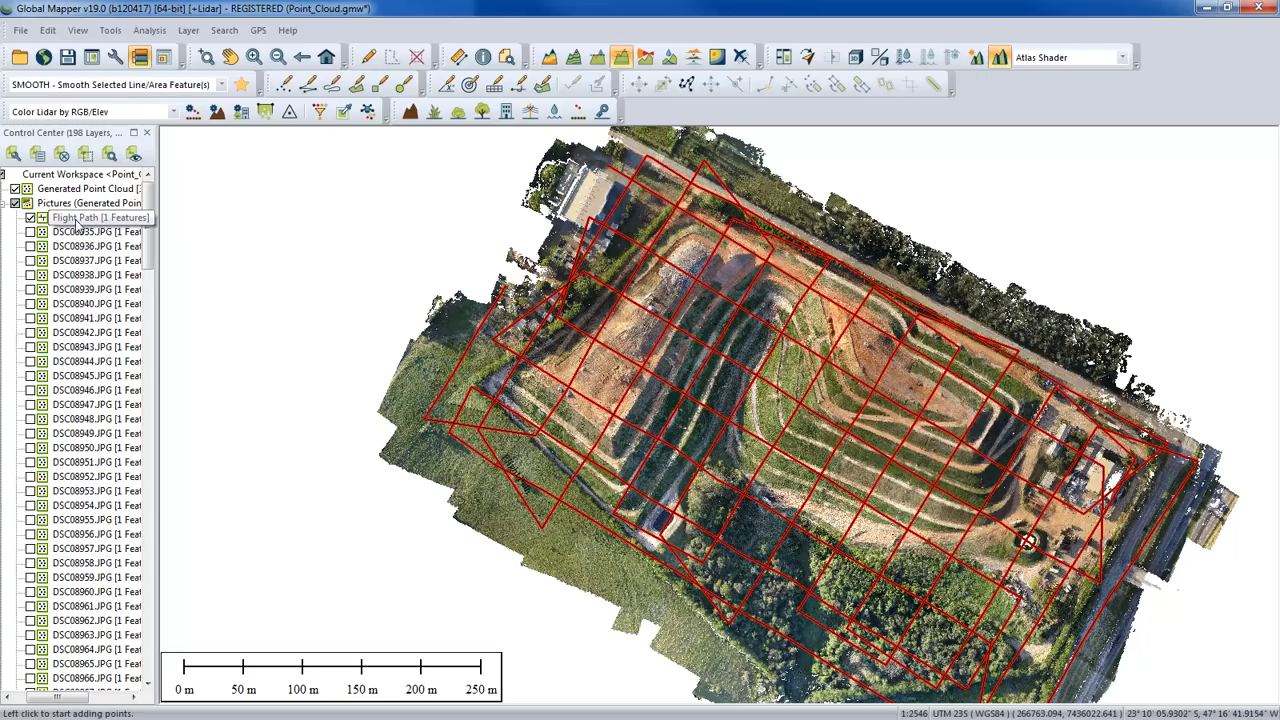 Global Mapper v19.0 (b120417) [64-bit] [+Lidar] - REGISTERED (Point_Cloud.gmw*)
File Edit View Tools Analysis Layer Search GPS Help
Atlas Shader
SMOOTH - Smooth Selected Line/Area Feature(s)
Color Lidar by RGB/Elev
Control Center (198 Layers, ...
Current Workspace <Point_C
Generated Point Cloud [
Pictures (Generated Poin
Flight Path [1 Features]
DSC08935.JPG [1 Feat
DSC08936.JPG [1 Feat
DSC08937.JPG [1 Feat
DSC08938.JPG [1 Feat
DSC08939.JPG [1 Feat
DSC08940.JPG [1 Feat
DSC08941.JPG [1 Feat
DSC08942.JPG [1 Feat
DSC08943.JPG [1 Feat
DSC08944.JPG [1 Feat
DSC08945.JPG [1 Feat
DSC08946.JPG [1 Feat
DSC08947.JPG [1 Feat
DSC08948.JPG [1 Feat
DSC08949.JPG [1 Feat
DSC08950.JPG [1 Feat
DSC08951.JPG [1 Feat
DSC08952.JPG [1 Feat
DSC08953.JPG [1 Feat
DSC08954.JPG [1 Feat
DSC08955.JPG [1 Feat
DSC08956.JPG [1 Feat
DSC08957.JPG [1 Feat
DSC08958.JPG [1 Feat
DSC08959.JPG [1 Feat
DSC08960.JPG [1 Feat
DSC08961.JPG [1 Feat
DSC08962.JPG [1 Feat
DSC08963.JPG [1 Feat
DSC08964.JPG [1 Feat
DSC08965.JPG [1 Feat
DSC08966.JPG [1 Feat
0 m 50 m 100 m 150 m 200 m 250 m
Left click to start adding points.
1:2546 UTM 23S (WGS84) ( 266763.094, 7436022.641 ) 23° 10' 05.9302" S, 47° 16' 41.9154" W